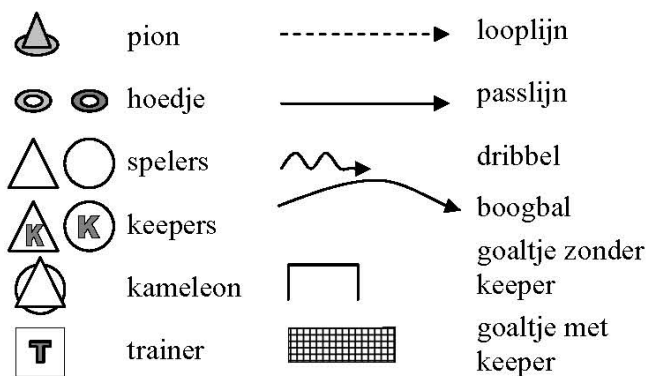 pion
hoedje
spelers
K K keepers
kameleon
T trainer
looplijn
passlijn
dribbel
boogbal
goaltje zonder
keeper
goaltje met
keeper